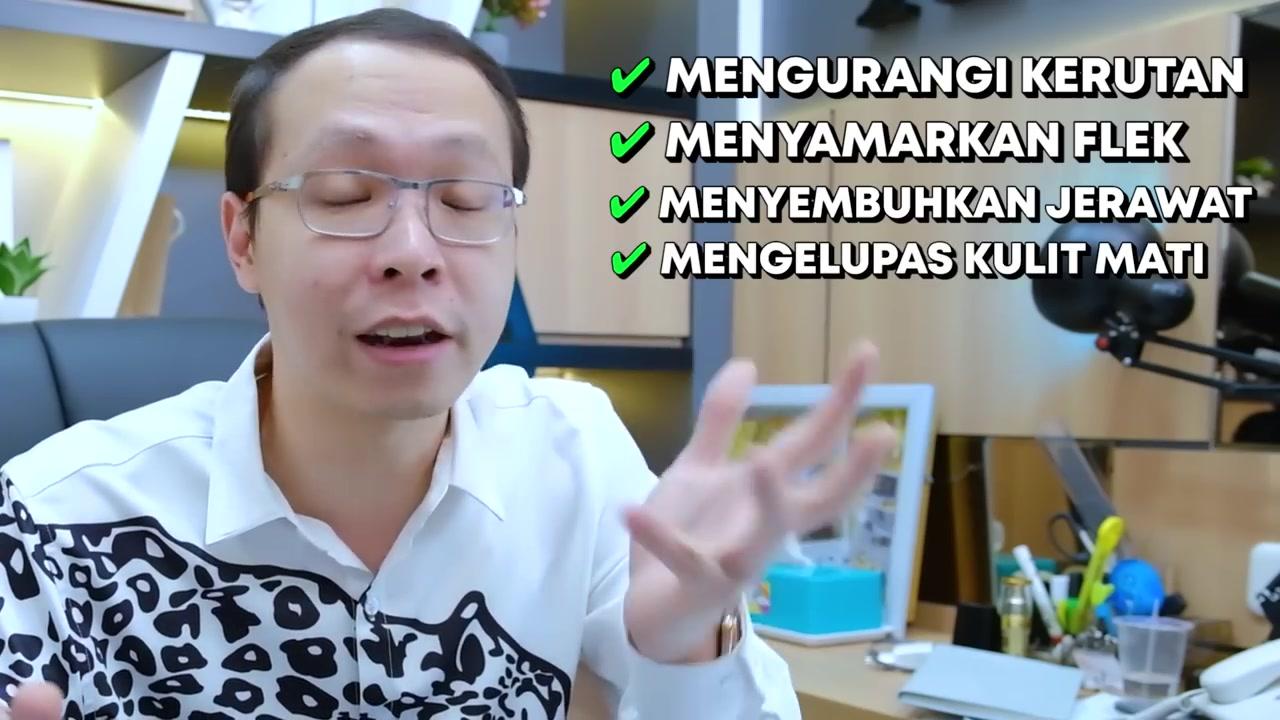 ✔ MENGURANGI KERUTAN
✔ MENYAMARKAN FLEK
✔ MENYEMBUHKAN JERAWAT
✔ MENGELUPAS KULIT MATI